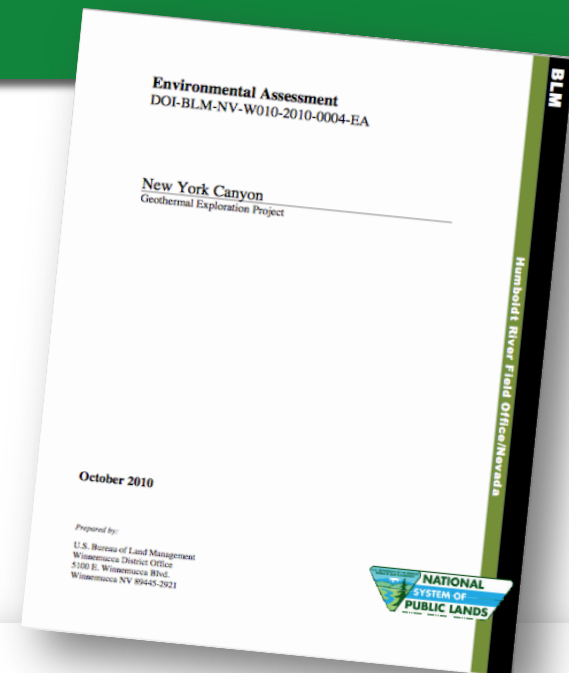 Environmental Assessment
DOI-BLM-NV-W010-2010-0004-EA
New York Canyon
Geothermal Exploration Project
October 2010
Prepared by:
U.S. Bureau of Land Management
Winnemucca District Office
5100 E. Winnemucca Blvd.
Winnemucca NV 89445-2921
BLM
Humboldt River Field Office/Nevada
NATIONAL
SYSTEM OF
PUBLIC LANDS